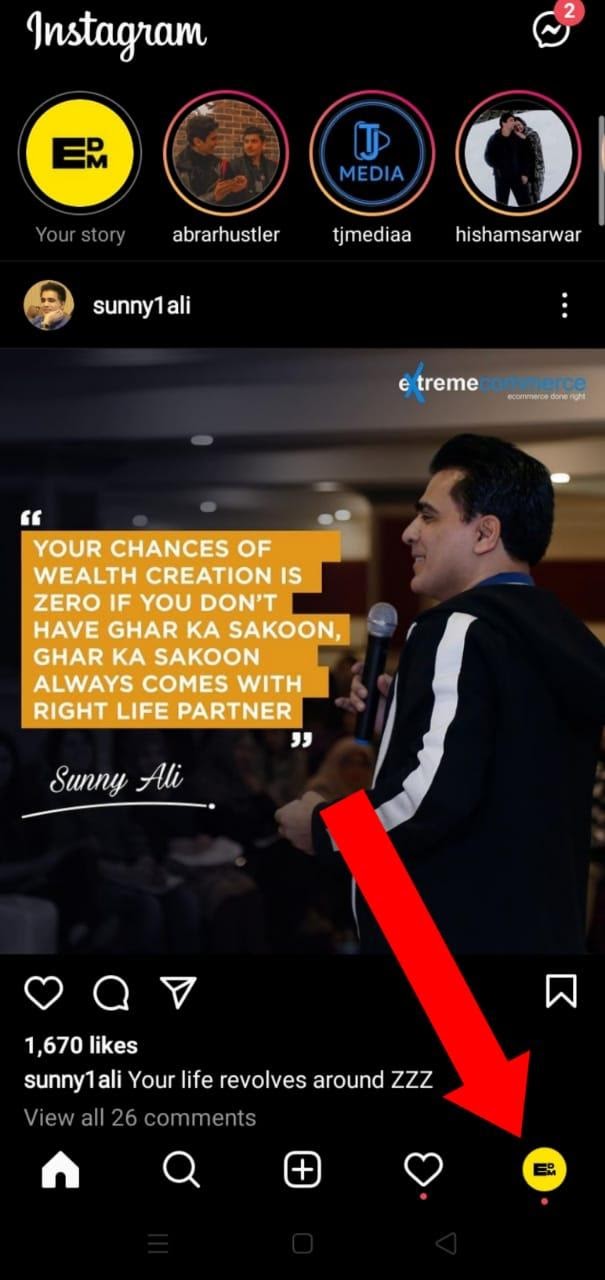 Instagram
2
EDM
TJ
MEDIA
Your story
abrarhustler
tjmediaa
hishamsarwar
sunny1ali
extremecommerce
ecommerce done right
“
YOUR CHANCES OF
WEALTH CREATION IS
ZERO IF YOU DON'T
HAVE GHAR KA SAKOON,
GHAR KA SAKOON
ALWAYS COMES WITH
RIGHT LIFE PARTNER
”
Sunny Ali
1,670 likes
sunny1ali Your life revolves around ZZZ
View all 26 comments
EDM